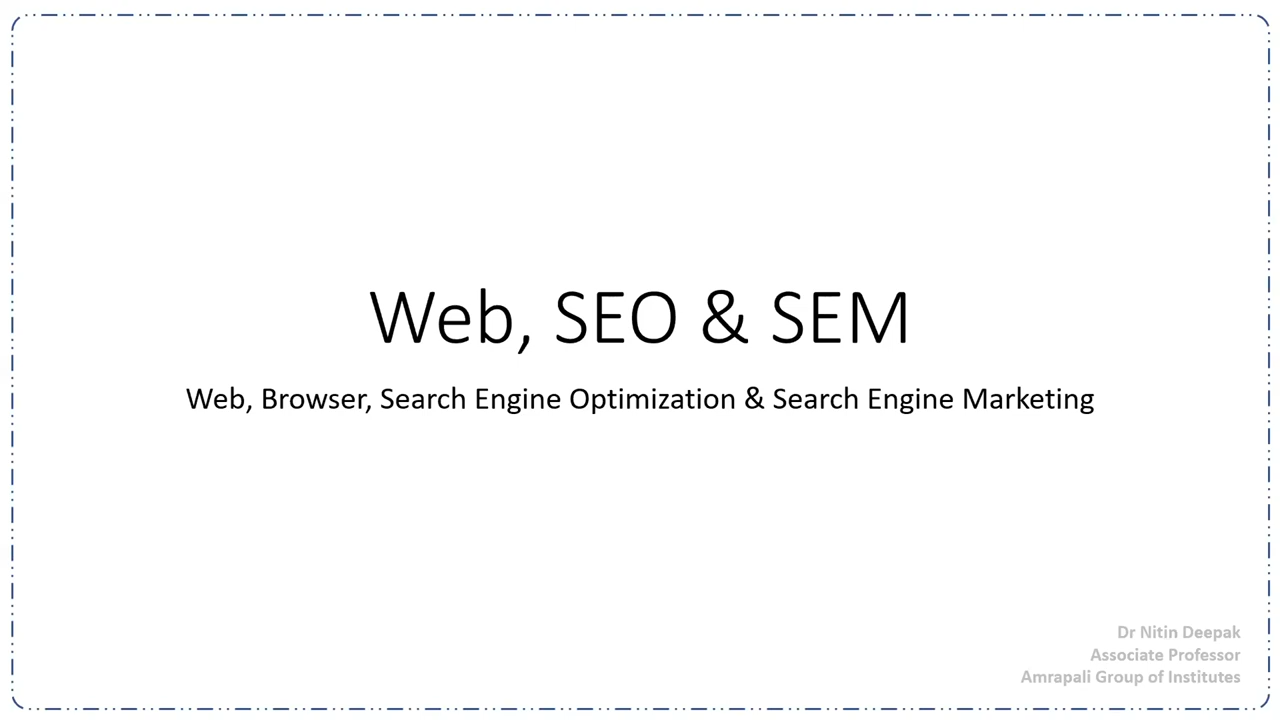 Web, SEO & SEM
Web, Browser, Search Engine Optimization & Search Engine Marketing
Dr Nitin Deepak
Associate Professor
Amrapali Group of Institutes